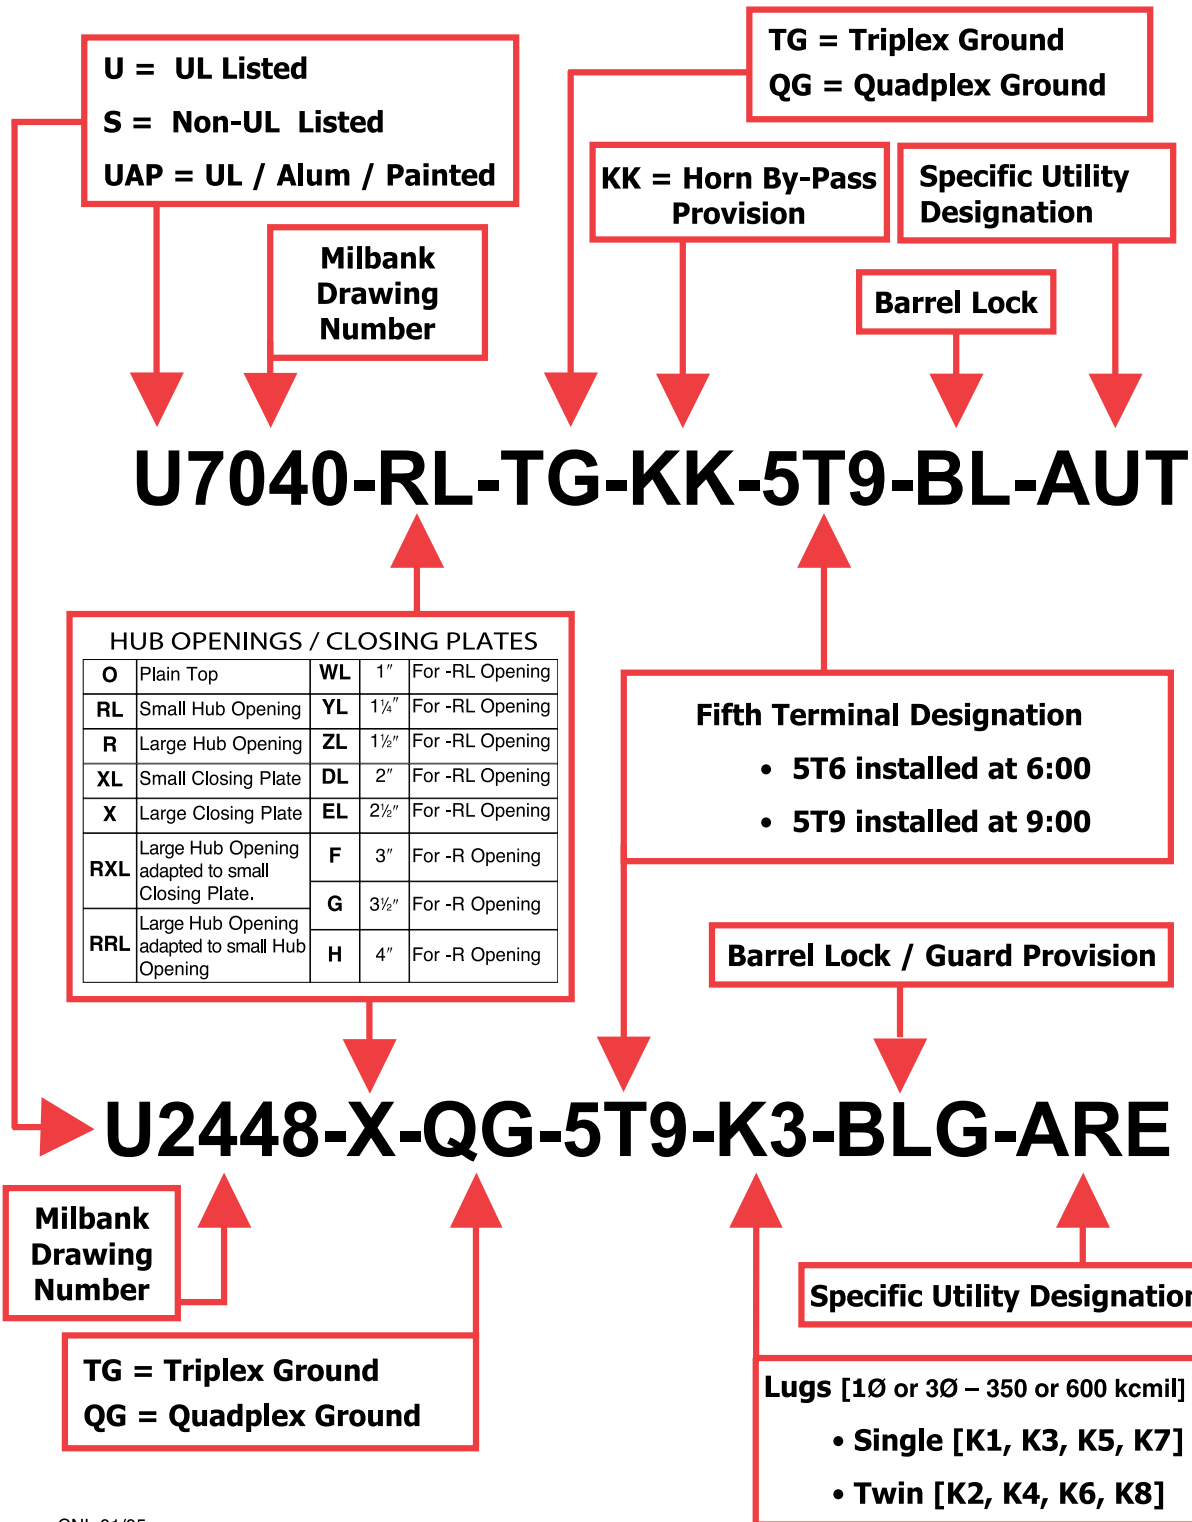 U = UL Listed
S = Non-UL Listed
UAP = UL / Alum / Painted
TG = Triplex Ground
QG = Quadplex Ground
KK = Horn By-Pass
Provision
Specific Utility
Designation
Milbank
Drawing
Number
Barrel Lock
U7040-RL-TG-KK-5T9-BL-AUT
HUB OPENINGS / CLOSING PLATES
O Plain Top WL 1″ For -RL Opening
RL Small Hub Opening YL 1¼″ For -RL Opening
R Large Hub Opening ZL 1½″ For -RL Opening
XL Small Closing Plate DL 2″ For -RL Opening
X Large Closing Plate EL 2½″ For -RL Opening
RXL Large Hub Opening
adapted to small
Closing Plate.
F 3″ For -R Opening
G 3½″ For -R Opening
RRL Large Hub Opening
adapted to small Hub
Opening
H 4″ For -R Opening
Fifth Terminal Designation
• 5T6 installed at 6:00
• 5T9 installed at 9:00
Barrel Lock / Guard Provision
U2448-X-QG-5T9-K3-BLG-ARE
Milbank
Drawing
Number
Specific Utility Designation
TG = Triplex Ground
QG = Quadplex Ground
Lugs [1Ø or 3Ø – 350 or 600 kcmil]
• Single [K1, K3, K5, K7]
• Twin [K2, K4, K6, K8]